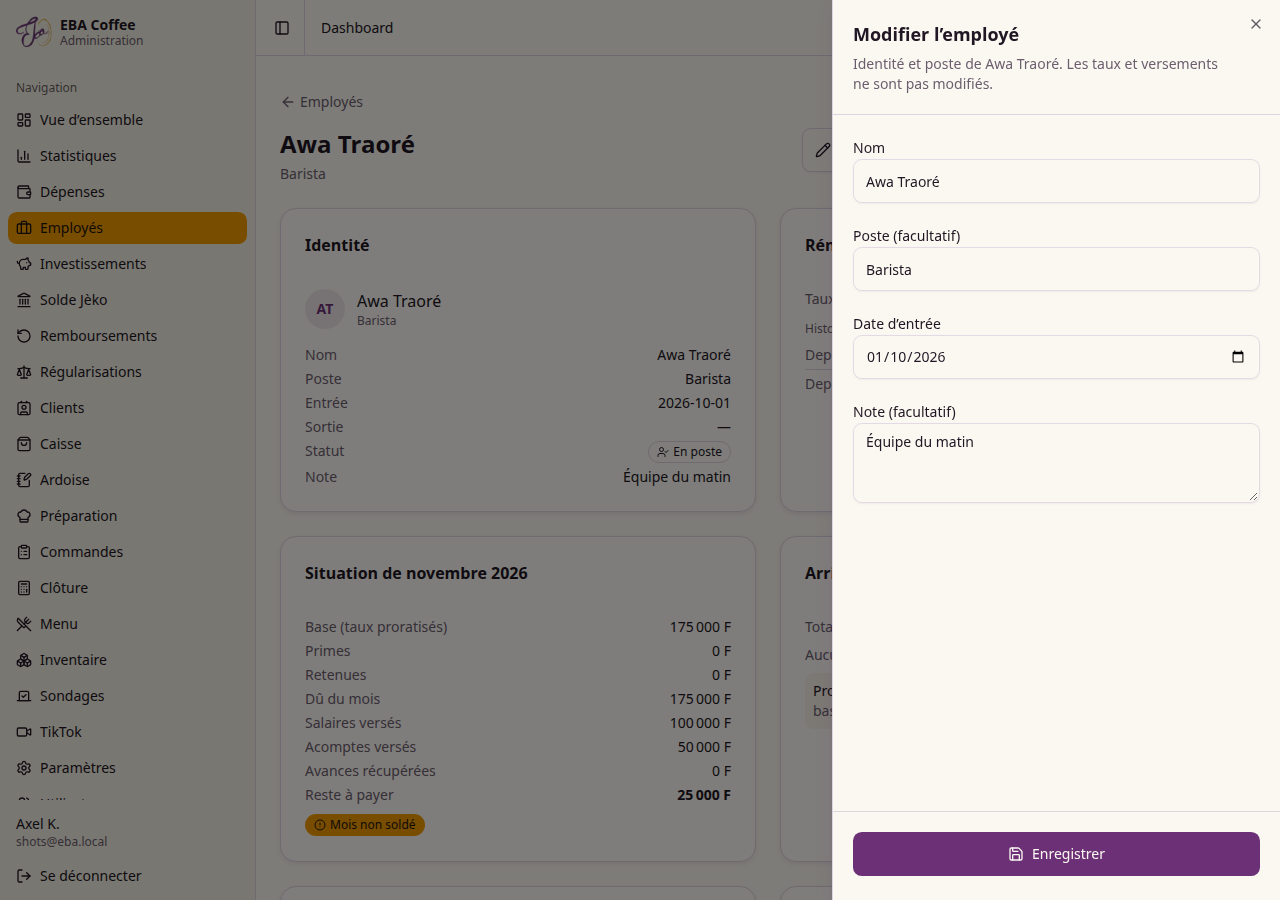 EBA Coffee
Administration
Navigation
Vue d’ensemble
Statistiques
Dépenses
Employés
Investissements
Solde Jèko
Remboursements
Régularisations
Clients
Caisse
Ardoise
Préparation
Commandes
Clôture
Menu
Inventaire
Sondages
TikTok
Paramètres
Axel K.
shots@eba.local
Se déconnecter
Dashboard
Employés
Awa Traoré
Barista
Identité
AT
Awa Traoré
Barista
Nom Awa Traoré
Poste Barista
Entrée 2026-10-01
Sortie —
Statut En poste
Note Équipe du matin
Situation de novembre 2026
Base (taux proratisés) 175 000 F
Primes 0 F
Retenues 0 F
Dû du mois 175 000 F
Salaires versés 100 000 F
Acomptes versés 50 000 F
Avances récupérées 0 F
Reste à payer 25 000 F
Mois non soldé
Taux
Dep
Dep
Modifier l’employé
Identité et poste de Awa Traoré. Les taux et versements
ne sont pas modifiés.
Nom
Awa Traoré
Poste (facultatif)
Barista
Date d’entrée
01/10/2026
Note (facultatif)
Équipe du matin
Enregistrer